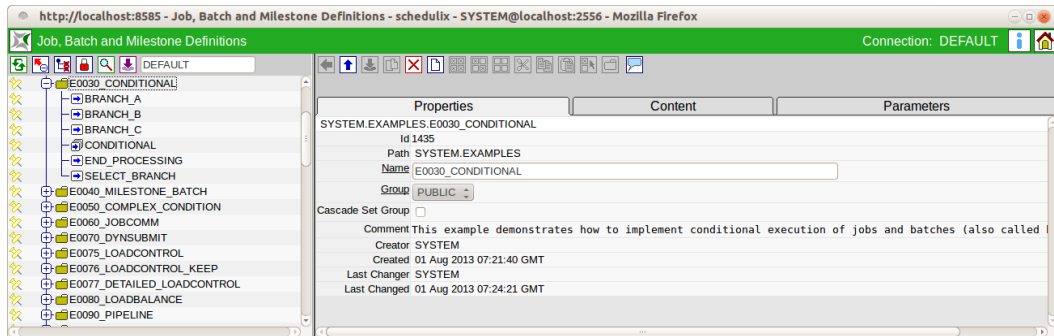 http://localhost:8585 - Job, Batch and Milestone Definitions - schedulix - SYSTEM@localhost:2556 - Mozilla Firefox
Job, Batch and Milestone Definitions
Connection: DEFAULT
DEFAULT
E0030_CONDITIONAL
BRANCH_A
BRANCH_B
BRANCH_C
CONDITIONAL
END_PROCESSING
SELECT_BRANCH
E0040_MILESTONE_BATCH
E0050_COMPLEX_CONDITION
E0060_JOBCOMM
E0070_DYNSUBMIT
E0075_LOADCONTROL
E0076_LOADCONTROL_KEEP
E0077_DETAILED_LOADCONTROL
E0080_LOADBALANCE
E0090_PIPELINE
Properties Content Parameters
SYSTEM.EXAMPLES.E0030_CONDITIONAL
Id 1435
Path SYSTEM.EXAMPLES
Name E0030_CONDITIONAL
Group PUBLIC
Cascade Set Group
Comment This example demonstrates how to implement conditional execution of jobs and batches (also called
Creator SYSTEM
Created 01 Aug 2013 07:21:40 GMT
Last Changer SYSTEM
Last Changed 01 Aug 2013 07:24:21 GMT